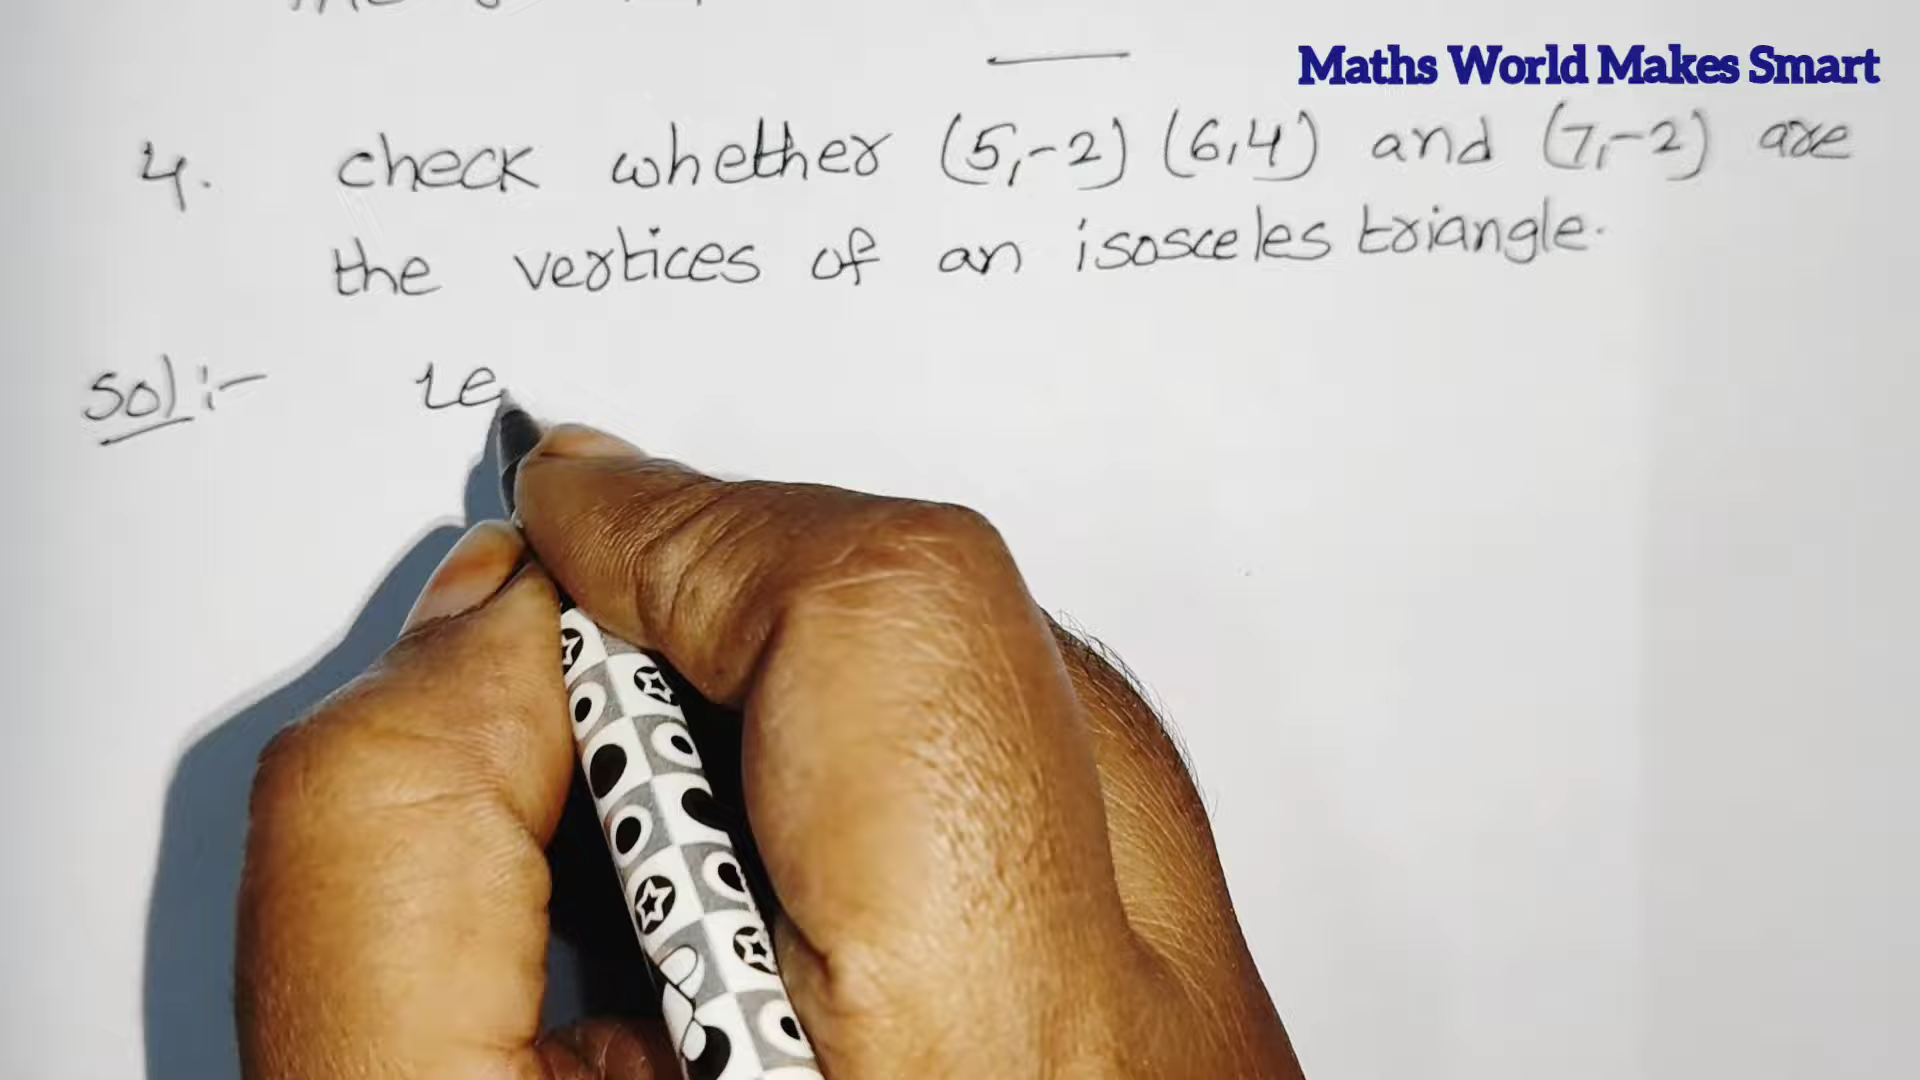 Maths World Makes Smart
4. check whether (5,-2) (6,4) and (7,-2) are
the vertices of an isosceles triangle.
Sol:- Le